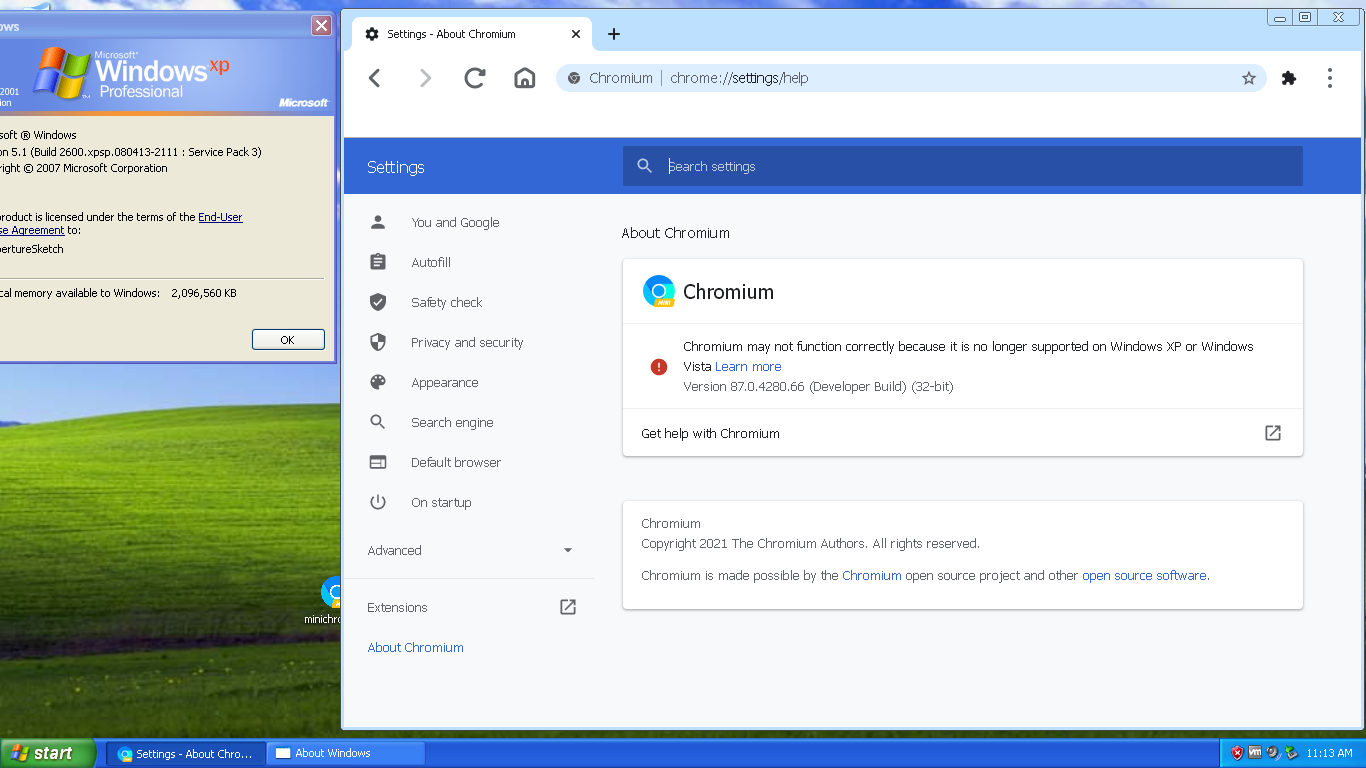 ows
Microsoft®
Windows xp
Professional
2001
ion
Microsoft
soft ® Windows
on 5.1 (Build 2600.xpsp.080413-2111 : Service Pack 3)
right © 2007 Microsoft Corporation
product is licensed under the terms of the End-User
se Agreement to:
pertureSketch
cal memory available to Windows: 2,096,560 KB
OK
minichro
Settings - About Chromium
Chromium | chrome://settings/help
Settings
Search settings
You and Google
Autofill
Safety check
Privacy and security
Appearance
Search engine
Default browser
On startup
Advanced
Extensions
About Chromium
About Chromium
MINI
Chromium
Chromium may not function correctly because it is no longer supported on Windows XP or Windows
Vista Learn more
Version 87.0.4280.66 (Developer Build) (32-bit)
Get help with Chromium
Chromium
Copyright 2021 The Chromium Authors. All rights reserved.
Chromium is made possible by the Chromium open source project and other open source software.
start
Settings - About Chro...
About Windows
vm
11:13 AM